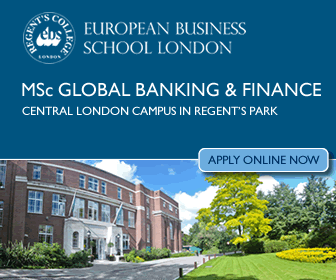 REGENT'S COLLEGE
LONDON
EUROPEAN BUSINESS
SCHOOL LONDON
MSc GLOBAL BANKING & FINANCE
CENTRAL LONDON CAMPUS IN REGENT'S PARK
APPLY ONLINE NOW